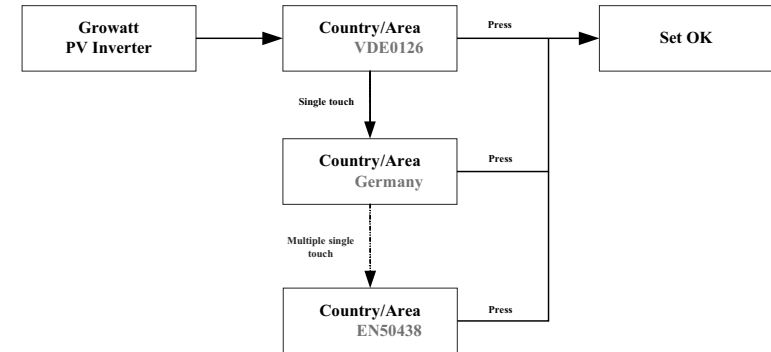 Growatt
PV Inverter
Country/Area
VDE0126
Press
Set OK
Single touch
Country/Area
Germany
Press
Multiple single
touch
Country/Area
EN50438
Press